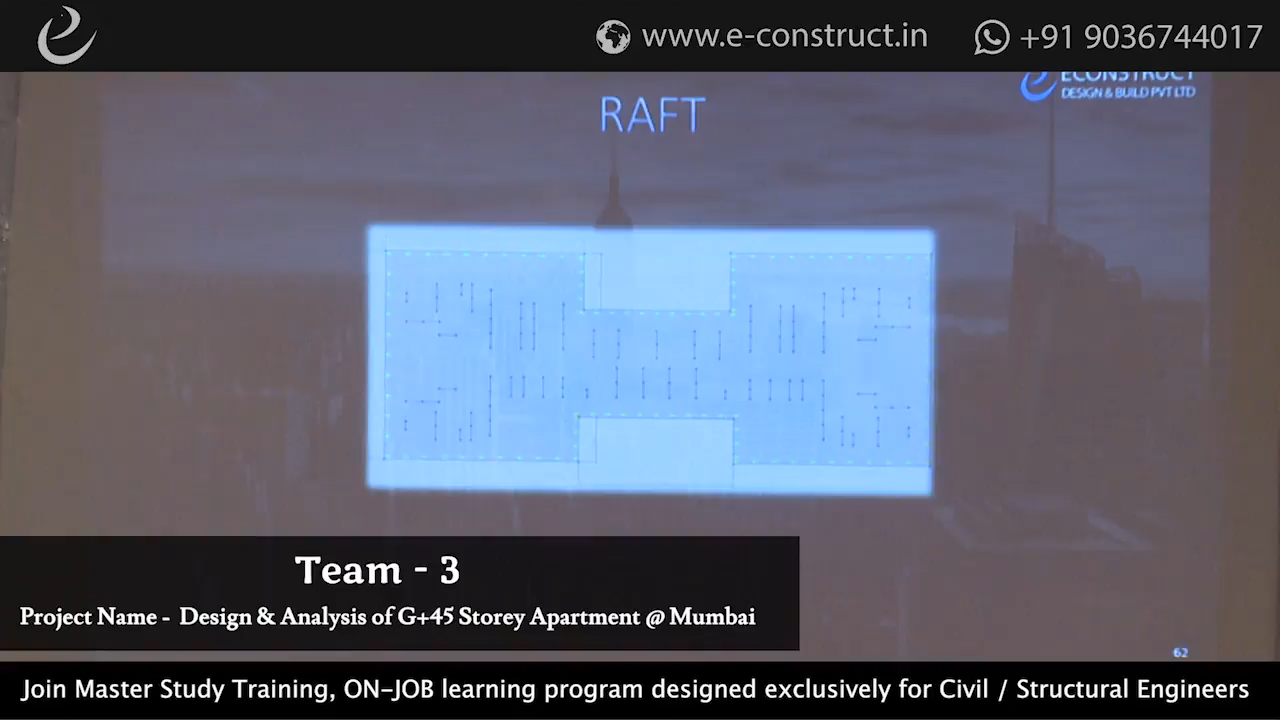 www.e-construct.in
+91 9036744017
ECONSTRUCT
DESIGN & BUILD PVT LTD
RAFT
Team - 3
Project Name - Design & Analysis of G+45 Storey Apartment @ Mumbai
62
Join Master Study Training, ON-JOB learning program designed exclusively for Civil / Structural Engineers